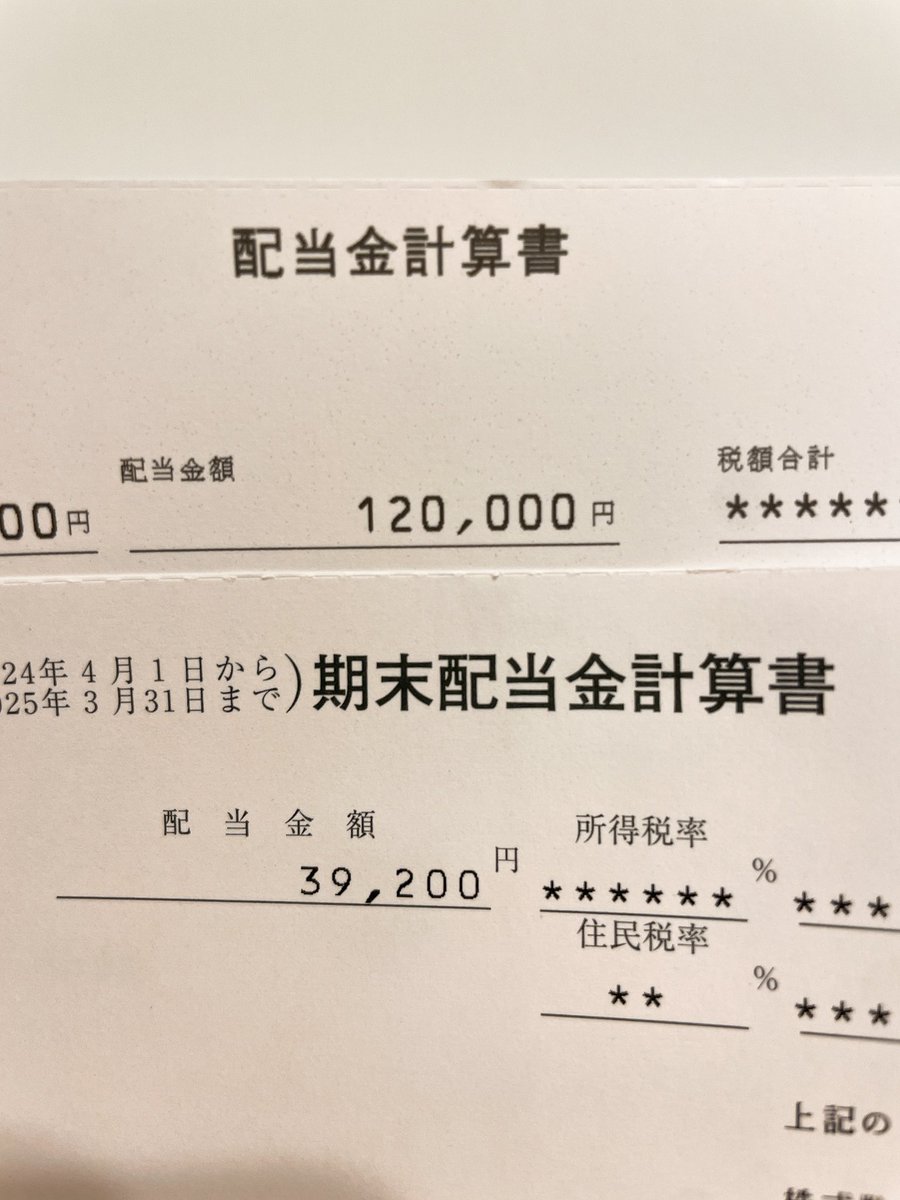 配当金計算書
配当金額
税額合計
00円
120,000円
*****
24年4月1日から
025年3月31日まで)期末配当金計算書
配当金額
39,200円
所得税率
******%
***
住民税率
**%
***
上記の